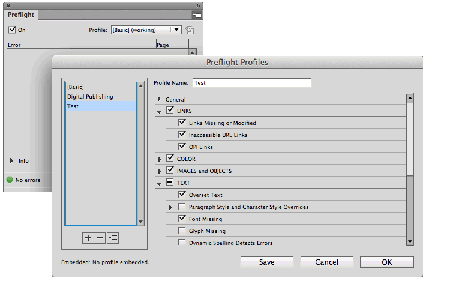 Preflight
On
Profile:
[Basic] (working)
Error
Page
Info
No errors
Preflight Profiles
[Basic]
Digital Publishing
Test
Profile Name:
Test
General
LINKS
Links Missing or Modified
Inaccessible URL Links
OPI Links
COLOR
IMAGES and OBJECTS
TEXT
Overset Text
Paragraph Style and Character Style Overrides
Font Missing
Glyph Missing
Dynamic Spelling Detects Errors
Embedded: No profile embedded.
Save
Cancel
OK